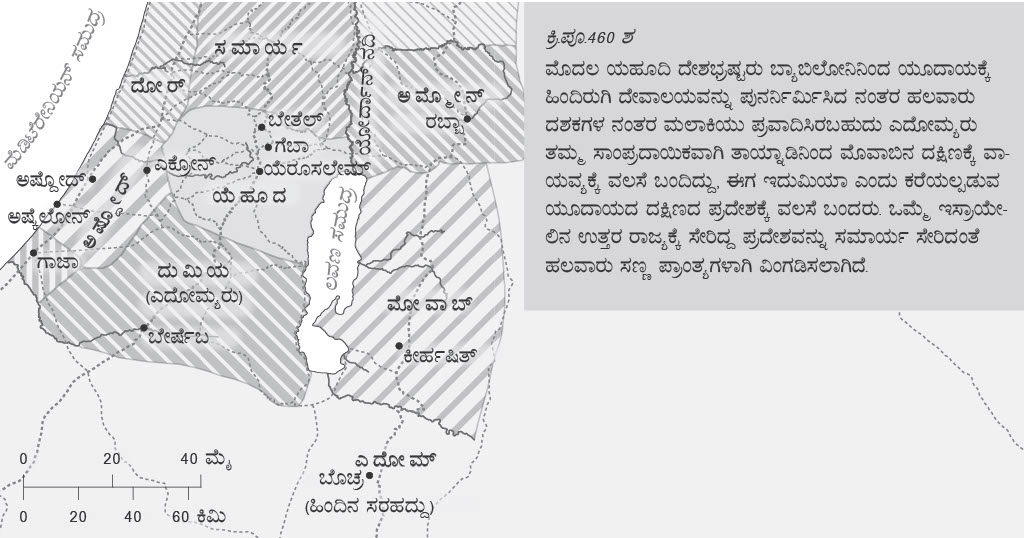 ಕ್ರಿ.ಪೂ.460 ಶ
ಮೊದಲ ಯಹೂದಿ ದೇಶಭ್ರಷ್ಟರು ಬ್ಯಾಬಿಲೋನಿನಿಂದ ಯೂದಾಯಕ್ಕೆ
ಹಿಂದಿರುಗಿ ದೇವಾಲಯವನ್ನು ಪುನರ್ನಿರ್ಮಿಸಿದ ನಂತರ ಹಲವಾರು
ದಶಕಗಳ ನಂತರ ಮಲಾಕಿಯು ಪ್ರವಾದಿಸಿರಬಹುದು ಎದೋಮ್ಯರು
ತಮ್ಮ ಸಾಂಪ್ರದಾಯಿಕವಾಗಿ ತಾಯ್ನಾಡಿನಿಂದ ಮೊವಾಬಿನ ದಕ್ಷಿಣಕ್ಕೆ ವಾ-
ಯವ್ಯಕ್ಕೆ ವಲಸೆ ಬಂದಿದ್ದು, ಈಗ ಇದುಮಿಯಾ ಎಂದು ಕರೆಯಲ್ಪಡುವ
ಯೂದಾಯದ ದಕ್ಷಿಣದ ಪ್ರದೇಶಕ್ಕೆ ವಲಸೆ ಬಂದರು. ಒಮ್ಮೆ ಇಸ್ರಾಯೇ-
ಲಿನ ಉತ್ತರ ರಾಜ್ಯಕ್ಕೆ ಸೇರಿದ್ದ ಪ್ರದೇಶವನ್ನು ಸಮಾರ್ಯ ಸೇರಿದಂತೆ
ಹಲವಾರು ಸಣ್ಣ ಪ್ರಾಂತ್ಯಗಳಾಗಿ ವಿಂಗಡಿಸಲಾಗಿದೆ.
ಮೆಡಿಟರೇನಿಯನ್ ಸಮುದ್ರ
ಸಮಾರ್ಯ
ದೋರ್
ಅಮ್ಮೋನ್
ರಬ್ಬಾ
ಬೇತೆಲ್
ಗೆಬಾ
ಯೆರೂಸಲೇಮ್
ಎಕ್ರೋನ್
ಅಷ್ದೋದ್
ಯೆಹೂದ
ಅಷ್ಕೆಲೋನ್
ಅಷ್ದೋದ್
ಲವಣ ಸಮುದ್ರ
ಗಾಜಾ
ದುಮಿಯ
(ಎದೋಮ್ಯರು)
ಮೋವಾಬ್
ಬೇರ್ಷೆಬ
ಕೀರ್ಹಷಿತ್
ಎದೋಮ್
ಬೊಚ್ರ
(ಹಿಂದಿನ ಸರಹದ್ದು)
0 20 40 ಮೈ
0 20 40 60 ಕಿಮಿ